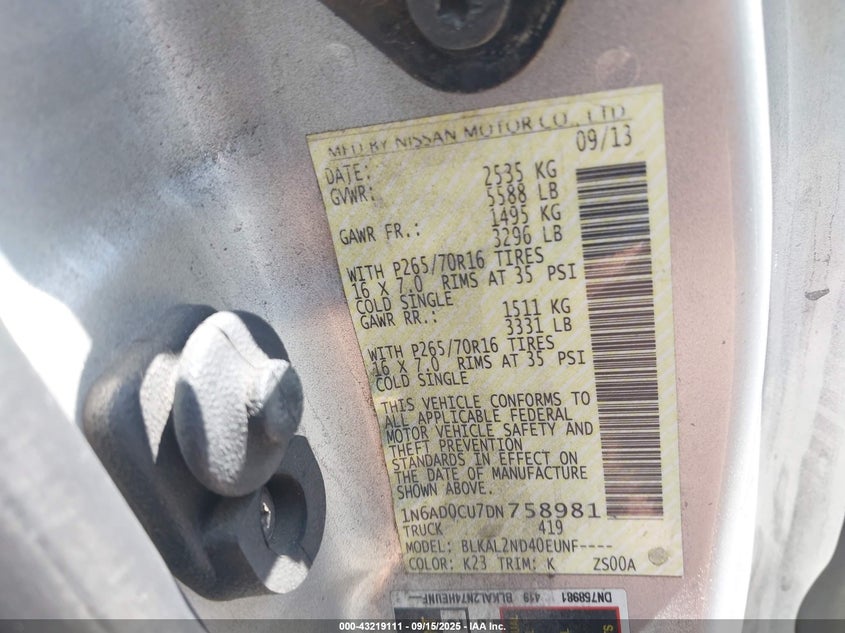 MFD BY NISSAN MOTOR CO., LTD
DATE: 09/13
GVWR: 2535 KG
5588 LB
GAWR FR.: 1495 KG
3296 LB
WITH P265/70R16 TIRES
16 X 7.0 RIMS AT 35 PSI
COLD SINGLE
GAWR RR.: 1511 KG
3331 LB
WITH P265/70R16 TIRES
16 X 7.0 RIMS AT 35 PSI
COLD SINGLE
THIS VEHICLE CONFORMS TO
ALL APPLICABLE FEDERAL
MOTOR VEHICLE SAFETY AND
THEFT PREVENTION
STANDARDS IN EFFECT ON
THE DATE OF MANUFACTURE
SHOWN ABOVE.
1N6AD0CU7DN758981
TRUCK 419
MODEL: BLKAL2ND40EUNF----
COLOR: K23 TRIM: K ZS00A
DN758981 419 BLKAL2N74HEUNF
000-43219111 - 09/15/2025 - IAA Inc.